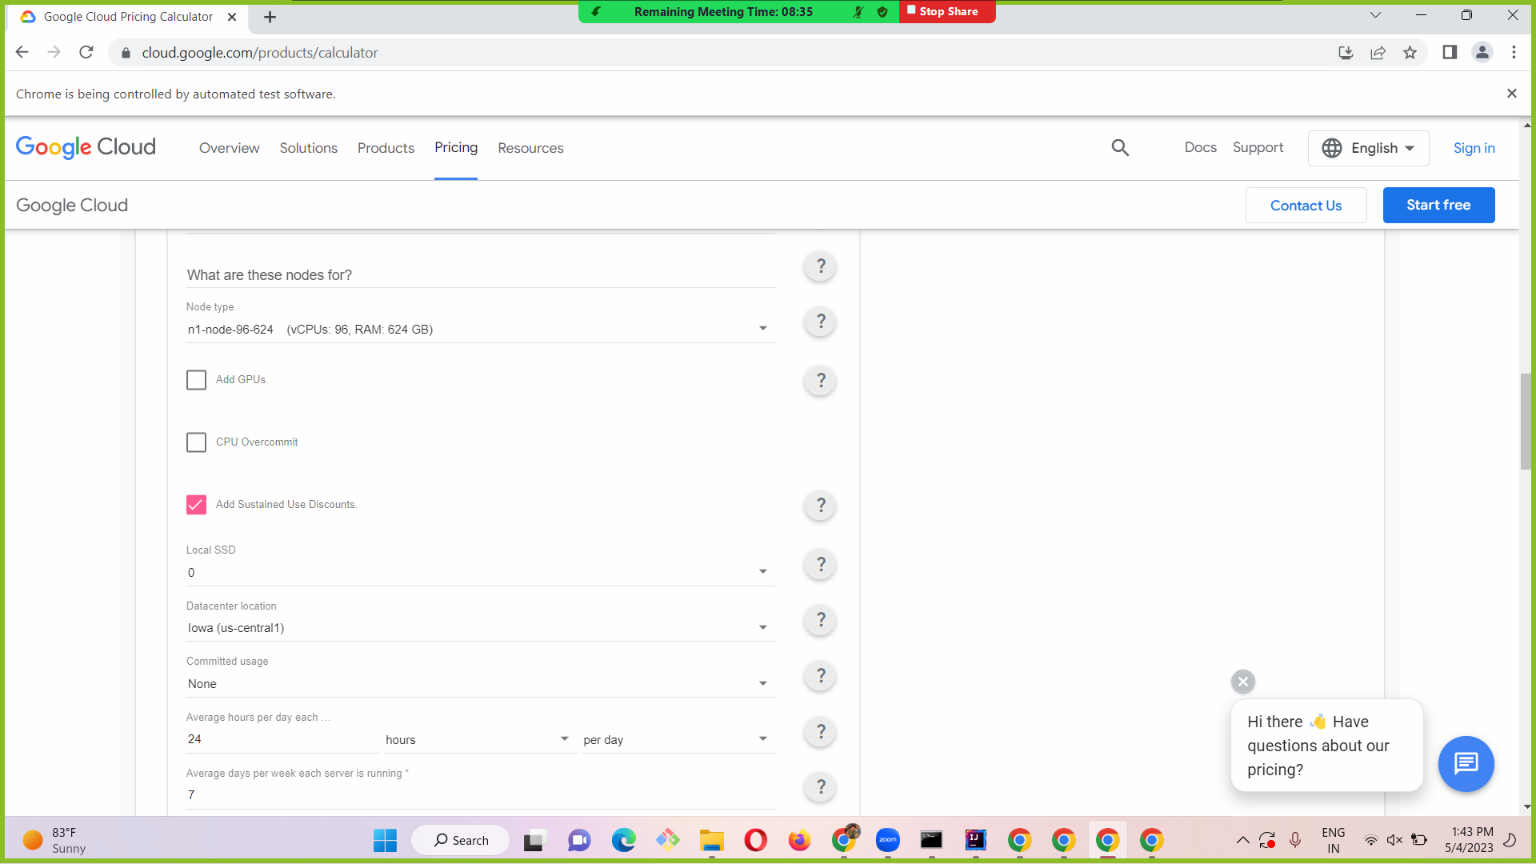 Google Cloud Pricing Calculator
Remaining Meeting Time: 08:35
Stop Share
cloud.google.com/products/calculator
Chrome is being controlled by automated test software.
Google Cloud
Overview
Solutions
Products
Pricing
Resources
Docs
Support
English
Sign in
Google Cloud
Contact Us
Start free
What are these nodes for?
?
Node type
n1-node-96-624 (vCPUs: 96, RAM: 624 GB)
?
Add GPUs.
?
CPU Overcommit
Add Sustained Use Discounts.
?
Local SSD
0
?
Datacenter location
Iowa (us-central1)
?
Committed usage
None
?
Average hours per day each ...
24
hours
per day
?
Average days per week each server is running *
7
?
Hi there 👋 Have
questions about our
pricing?
83°F
Sunny
Search
zoom
ENG
IN
1:43 PM
5/4/2023